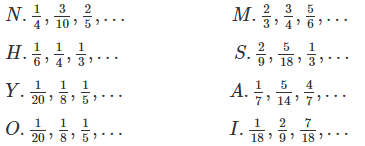 N. 1/4, 3/10, 2/5, ... M. 2/3, 3/4, 5/6, ...
H. 1/6, 1/4, 1/3, ... S. 2/9, 5/18, 1/3, ...
Y. 1/20, 1/8, 1/5, ... A. 1/7, 5/14, 4/7, ...
O. 1/20, 1/8, 1/5, ... I. 1/18, 2/9, 7/18, ...